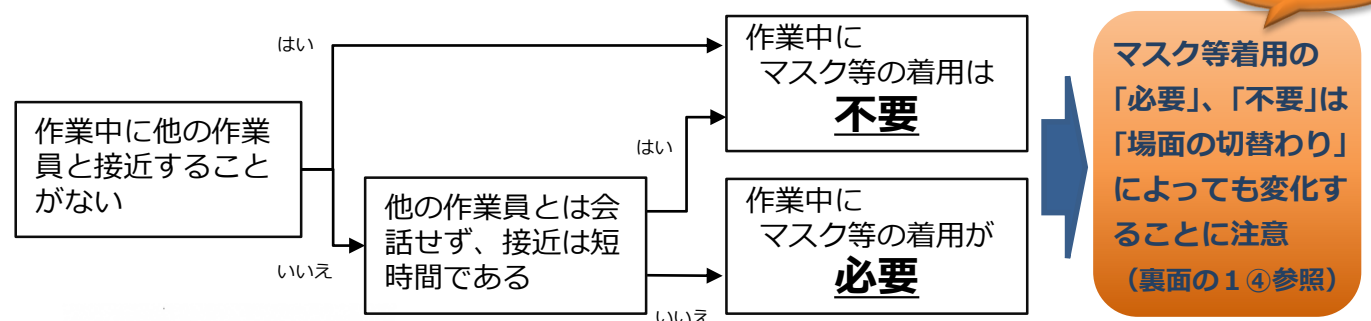 はい
作業中に他の作業
員と接近すること
がない
いいえ
他の作業員とは会
話せず、接近は短
時間である
はい
いいえ
作業中に
マスク等の着用は
不要
作業中に
マスク等の着用が
必要
マスク等着用の
「必要」、「不要」は
「場面の切替わり」
によっても変化す
ることに注意
（裏面の１④参照）